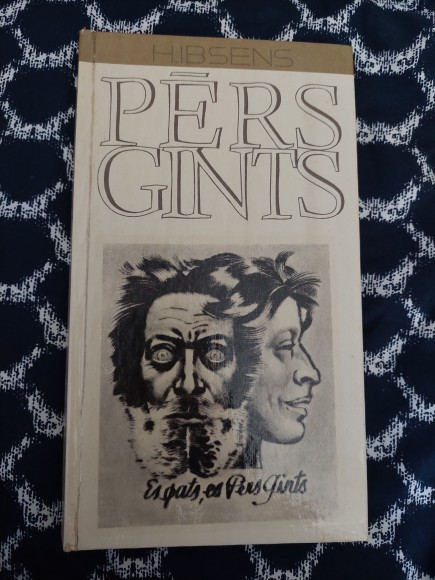 H.IBSENS
PĒRS
GINTS
Es pats, es Pērs Gints